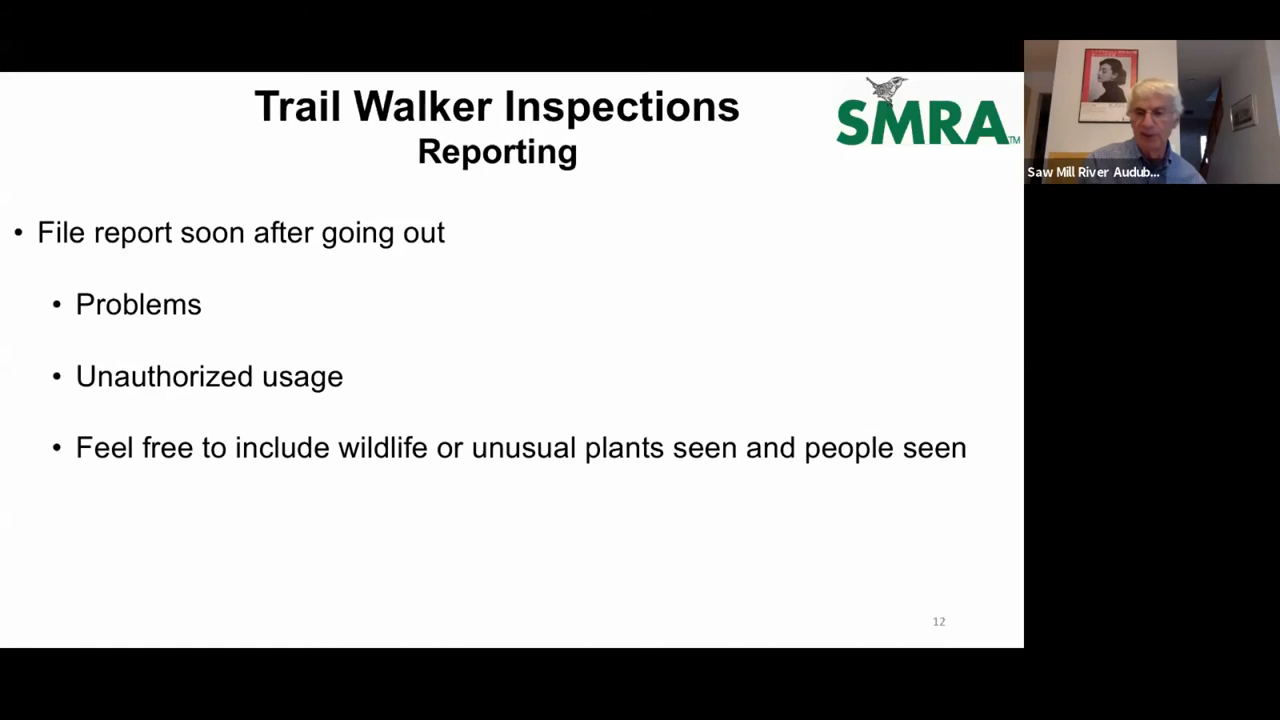 Trail Walker Inspections
Reporting
SMRA™
Saw Mill River Audub...
• File report soon after going out
• Problems
• Unauthorized usage
• Feel free to include wildlife or unusual plants seen and people seen
12